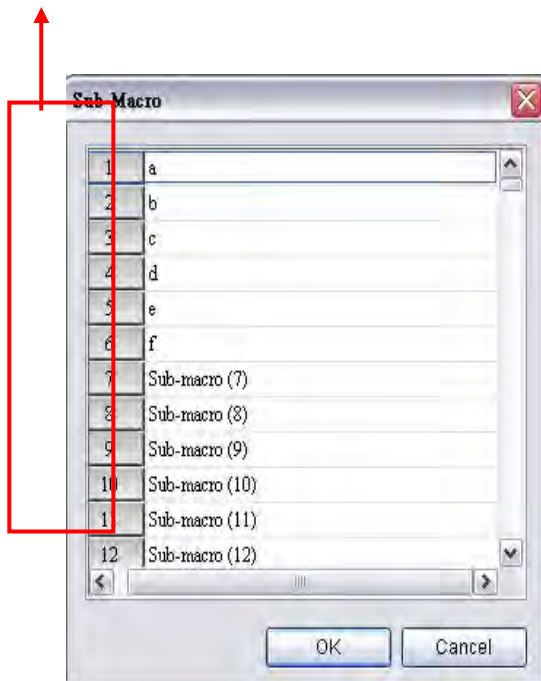 Sub Macro
1 a
2 b
3 c
4 d
5 e
6 f
7 Sub-macro (7)
8 Sub-macro (8)
9 Sub-macro (9)
10 Sub-macro (10)
11 Sub-macro (11)
12 Sub-macro (12)
OK Cancel